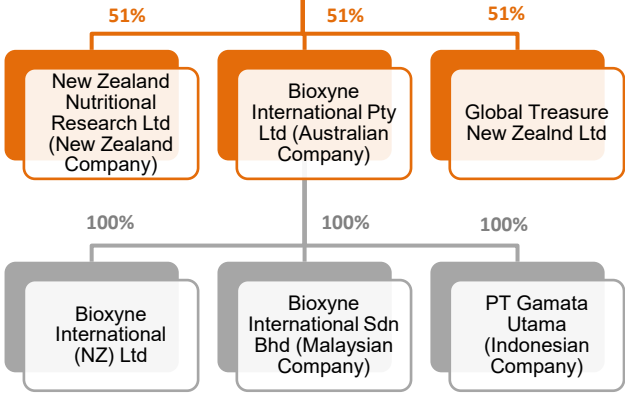 51%
51%
51%
New Zealand
Nutritional
Research Ltd
(New Zealand
Company)
Bioxyne
International Pty
Ltd (Australian
Company)
Global Treasure
New Zealnd Ltd
100%
100%
100%
Bioxyne
International
(NZ) Ltd
Bioxyne
International Sdn
Bhd (Malaysian
Company)
PT Gamata
Utama
(Indonesian
Company)